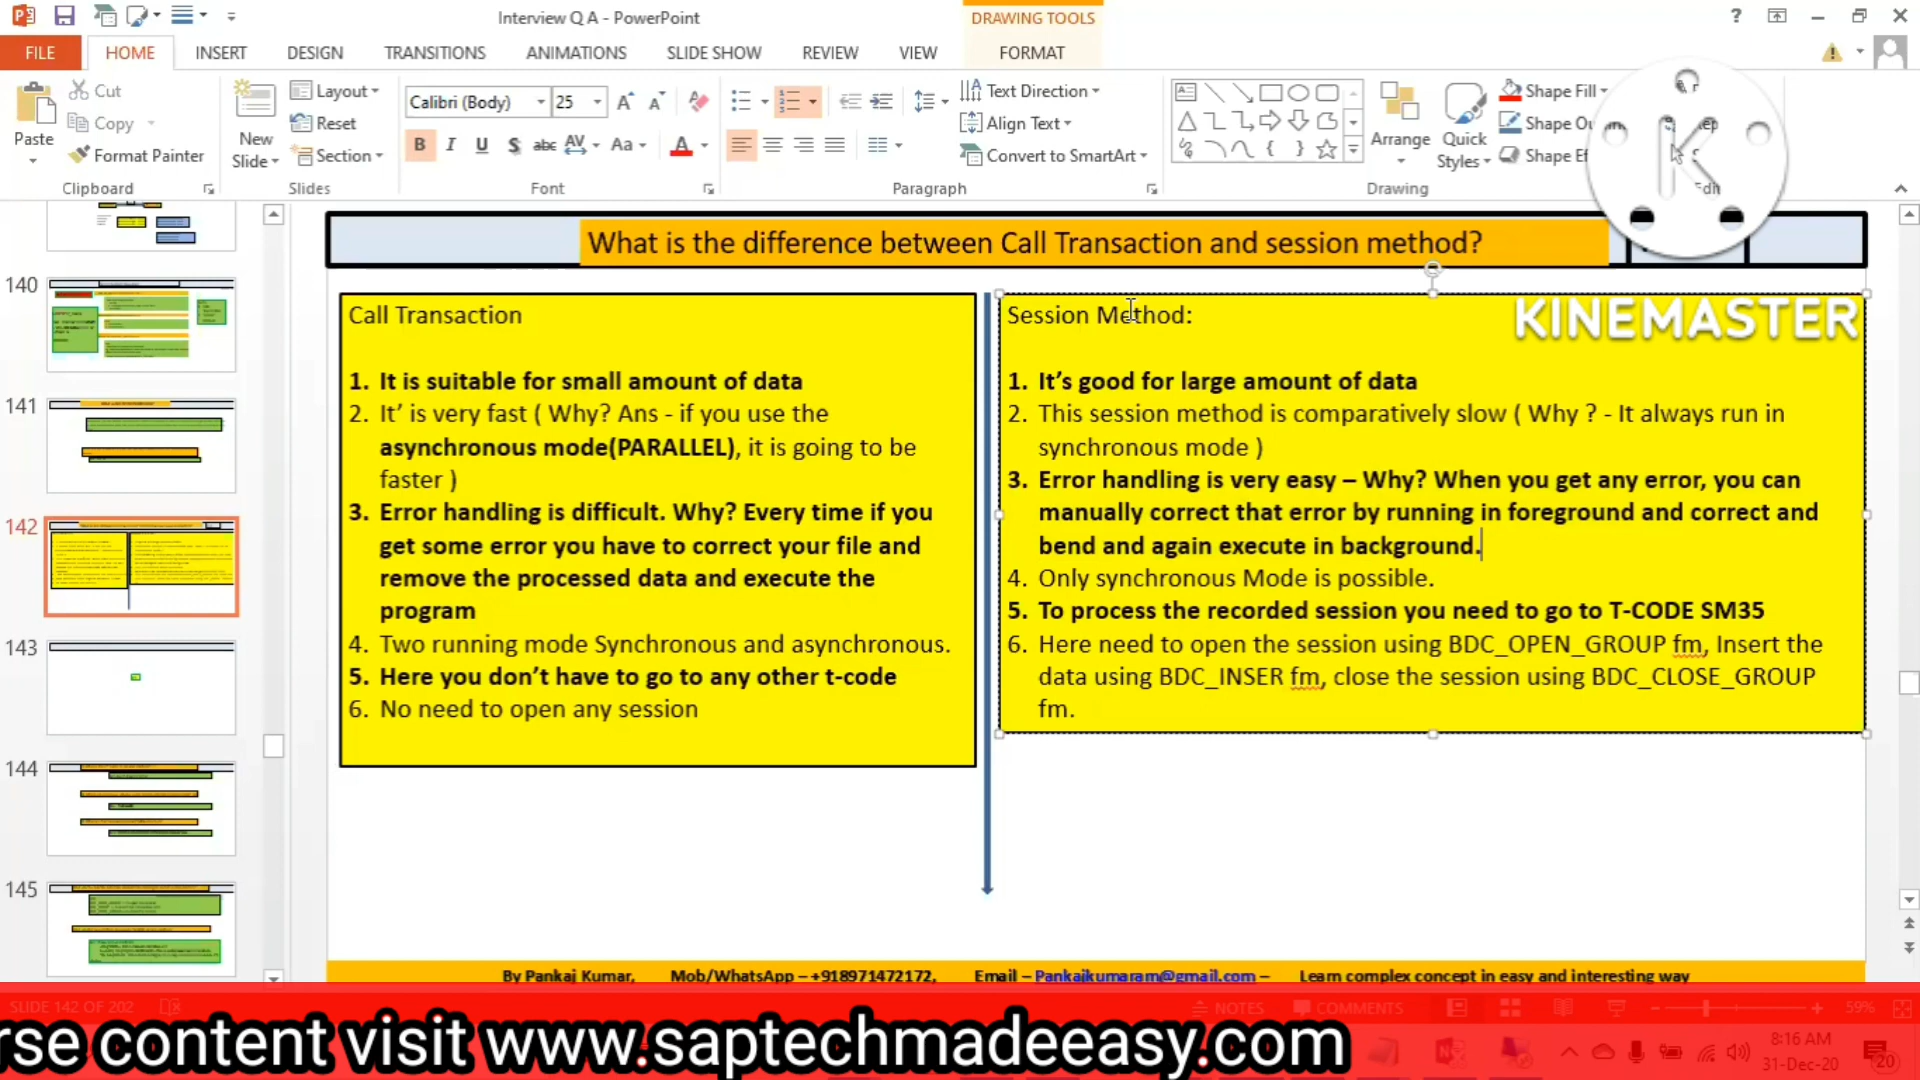 Interview Q A - PowerPoint
DRAWING TOOLS
FILE
HOME
INSERT
DESIGN
TRANSITIONS
ANIMATIONS
SLIDE SHOW
REVIEW
VIEW
FORMAT
Paste
Cut
Copy
Format Painter
Clipboard
New
Slide
Layout
Reset
Section
Slides
Calibri (Body)
25
Font
Text Direction
Align Text
Convert to SmartArt
Paragraph
Arrange
Quick
Styles
Shape Fill
Drawing
K
KINEMASTER
What is the difference between Call Transaction and session method?
Call Transaction
1. It is suitable for small amount of data
2. It' is very fast ( Why? Ans - if you use the
asynchronous mode(PARALLEL), it is going to be
faster )
3. Error handling is difficult. Why? Every time if you
get some error you have to correct your file and
remove the processed data and execute the
program
4. Two running mode Synchronous and asynchronous.
5. Here you don't have to go to any other t-code
6. No need to open any session
Session Method:
1. It's good for large amount of data
2. This session method is comparatively slow ( Why ? - It always run in
synchronous mode )
3. Error handling is very easy – Why? When you get any error, you can
manually correct that error by running in foreground and correct and
bend and again execute in background.
4. Only synchronous Mode is possible.
5. To process the recorded session you need to go to T-CODE SM35
6. Here need to open the session using BDC_OPEN_GROUP fm, Insert the
data using BDC_INSER fm, close the session using BDC_CLOSE_GROUP
fm.
140
141
142
143
144
145
By Pankaj Kumar, Mob/WhatsApp – +918971472172, Email – Pankajkumaram@gmail.com – Learn complex concept in easy and interesting way
SLIDE 142 OF 202
NOTES
COMMENTS
59%
rse content visit www.saptechmadeeasy.com
8:16 AM
31-Dec-20
20